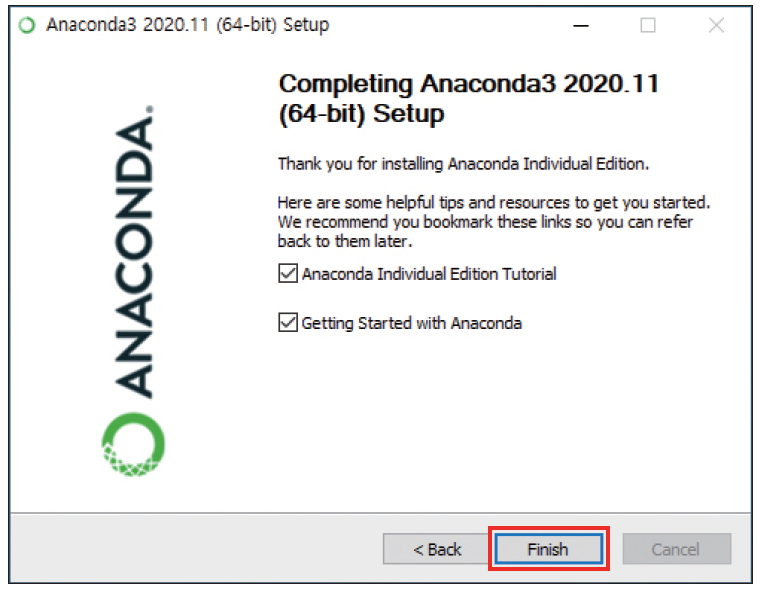 Anaconda3 2020.11 (64-bit) Setup
Completing Anaconda3 2020.11
(64-bit) Setup
Thank you for installing Anaconda Individual Edition.
Here are some helpful tips and resources to get you started.
We recommend you bookmark these links so you can refer
back to them later.
Anaconda Individual Edition Tutorial
Getting Started with Anaconda
ANACONDA.
< Back
Finish
Cancel